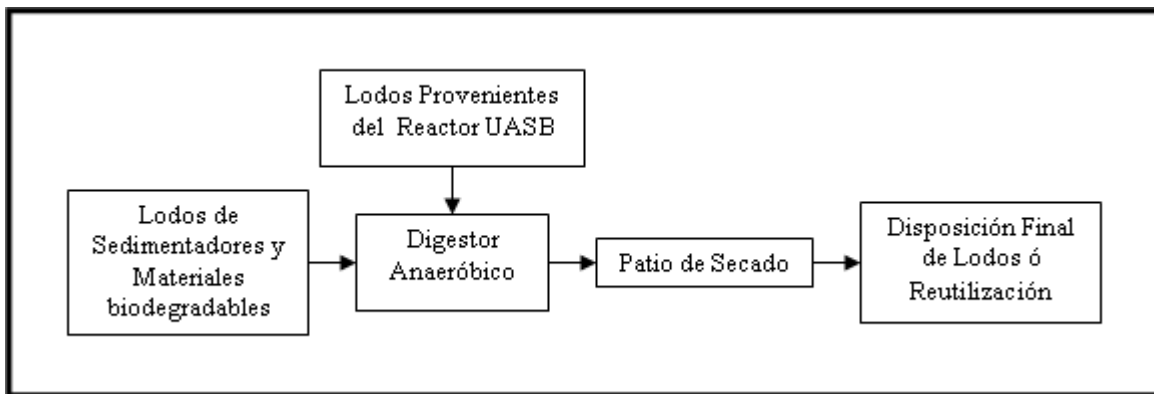 Lodos Provenientes
del Reactor UASB
Lodos de
Sedimentadores y
Materiales
biodegradables
Digestor
Anaeróbico
Patio de Secado
Disposición Final
de Lodos ó
Reutilización